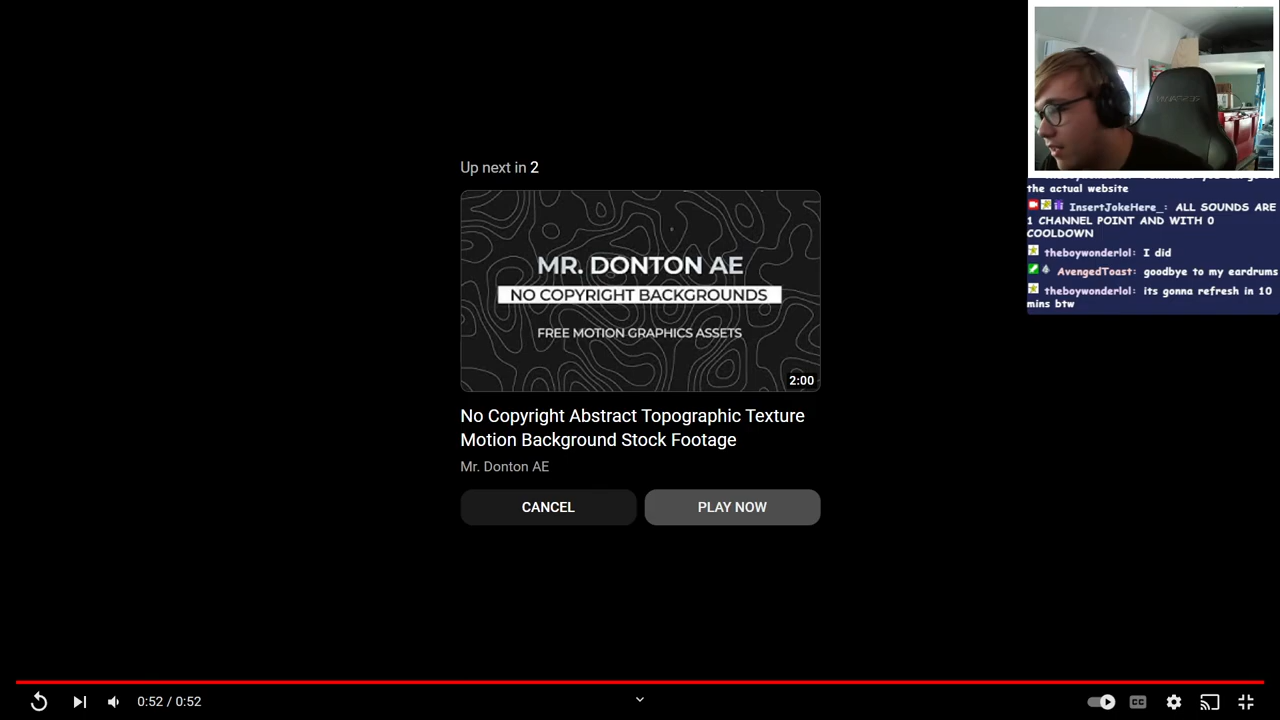 Up next in 2
MR. DONTON AE
NO COPYRIGHT BACKGROUNDS
FREE MOTION GRAPHICS ASSETS
2:00
No Copyright Abstract Topographic Texture
Motion Background Stock Footage
Mr. Donton AE
CANCEL
PLAY NOW
0:52 / 0:52
CC
the actual website
InsertJokeHere_: ALL SOUNDS ARE
1 CHANNEL POINT AND WITH 0
COOLDOWN
theboywonderlol: I did
AvengedToast: goodbye to my eardrums
theboywonderlol: its gonna refresh in 10
mins btw